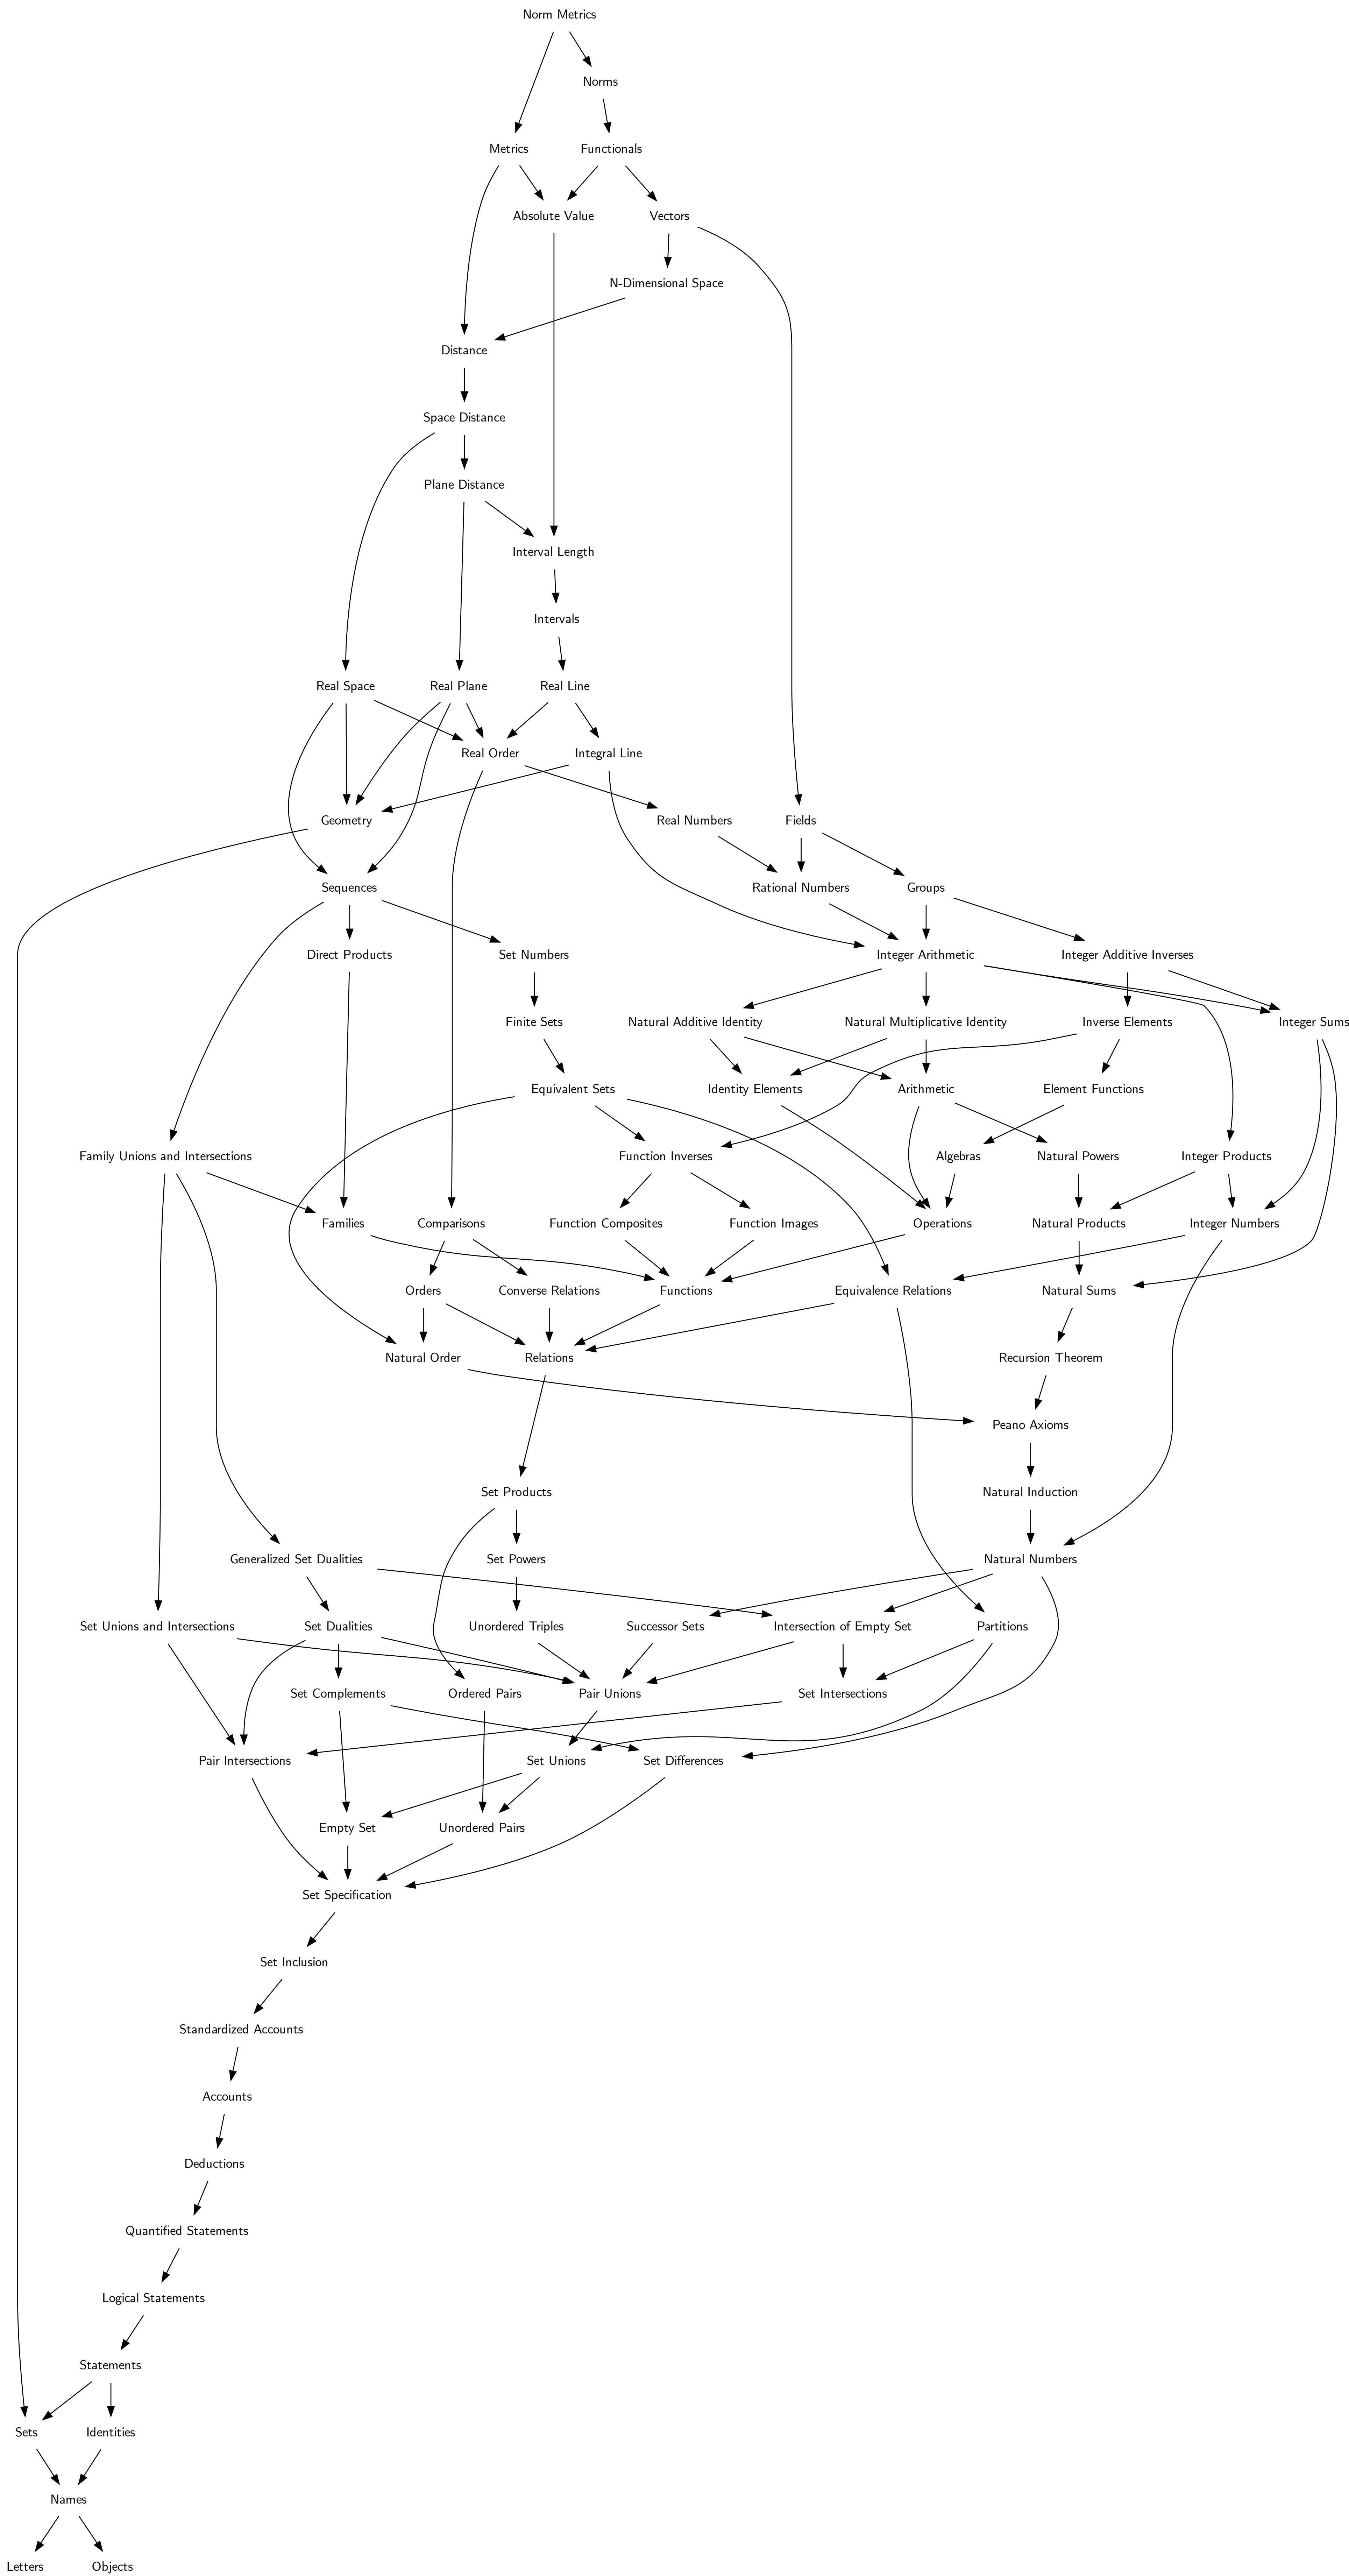 Norm Metrics
Norms
Metrics
Functionals
Absolute Value
Vectors
N-Dimensional Space
Distance
Space Distance
Plane Distance
Interval Length
Intervals
Real Space
Real Plane
Real Line
Real Order
Integral Line
Geometry
Real Numbers
Fields
Sequences
Rational Numbers
Groups
Direct Products
Set Numbers
Integer Arithmetic
Integer Additive Inverses
Finite Sets
Natural Additive Identity
Natural Multiplicative Identity
Inverse Elements
Integer Sums
Equivalent Sets
Identity Elements
Arithmetic
Element Functions
Family Unions and Intersections
Function Inverses
Algebras
Natural Powers
Integer Products
Families
Comparisons
Function Composites
Function Images
Operations
Natural Products
Integer Numbers
Orders
Converse Relations
Functions
Equivalence Relations
Natural Sums
Natural Order
Relations
Recursion Theorem
Peano Axioms
Set Products
Natural Induction
Generalized Set Dualities
Set Powers
Natural Numbers
Set Unions and Intersections
Set Dualities
Unordered Triples
Successor Sets
Intersection of Empty Set
Partitions
Set Complements
Ordered Pairs
Pair Unions
Set Intersections
Pair Intersections
Set Unions
Set Differences
Empty Set
Unordered Pairs
Set Specification
Set Inclusion
Standardized Accounts
Accounts
Deductions
Quantified Statements
Logical Statements
Statements
Sets
Identities
Names
Letters
Objects